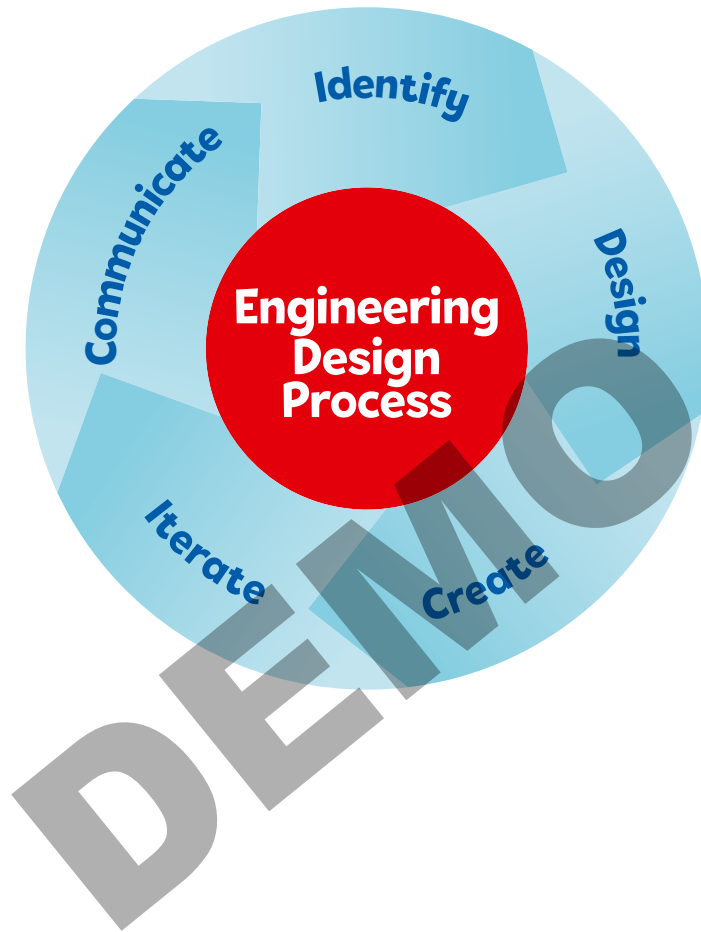 Identify
Design
Create
Iterate
Communicate
Engineering
Design
Process
DEMO